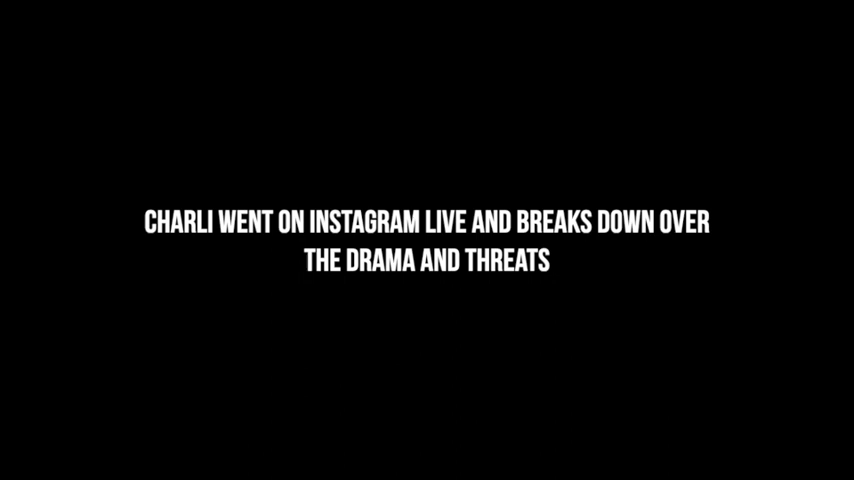 CHARLI WENT ON INSTAGRAM LIVE AND BREAKS DOWN OVER
THE DRAMA AND THREATS